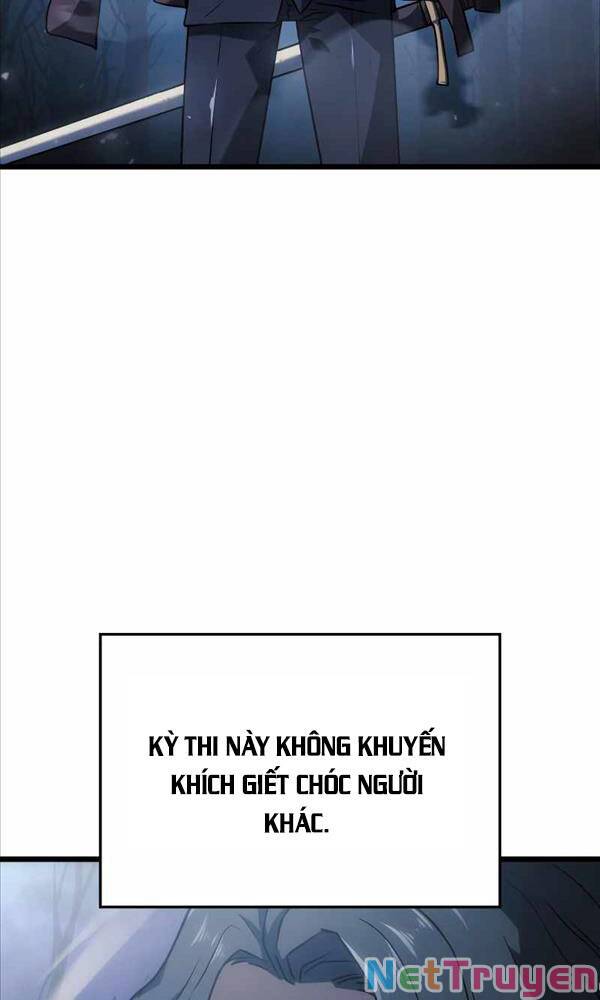 KỲ THI NÀY KHÔNG KHUYẾN
KHÍCH GIẾT CHÓC NGƯỜI
KHÁC.
NetTruyen